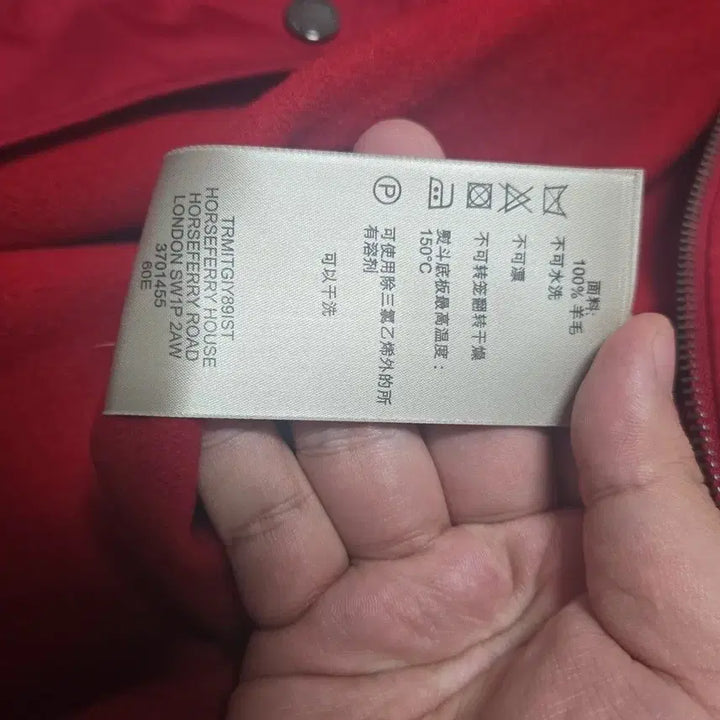 面料:
100% 羊毛
不可水洗
不可漂
不可转笼翻转干燥
熨斗底板最高温度：
150°C
可使用除三氯乙烯外的所
有溶剂
P
可以干洗
TRMITGIY89IST
HORSEFERRY HOUSE
HORSEFERRY ROAD
LONDON SW1P 2AW
3701455
60E